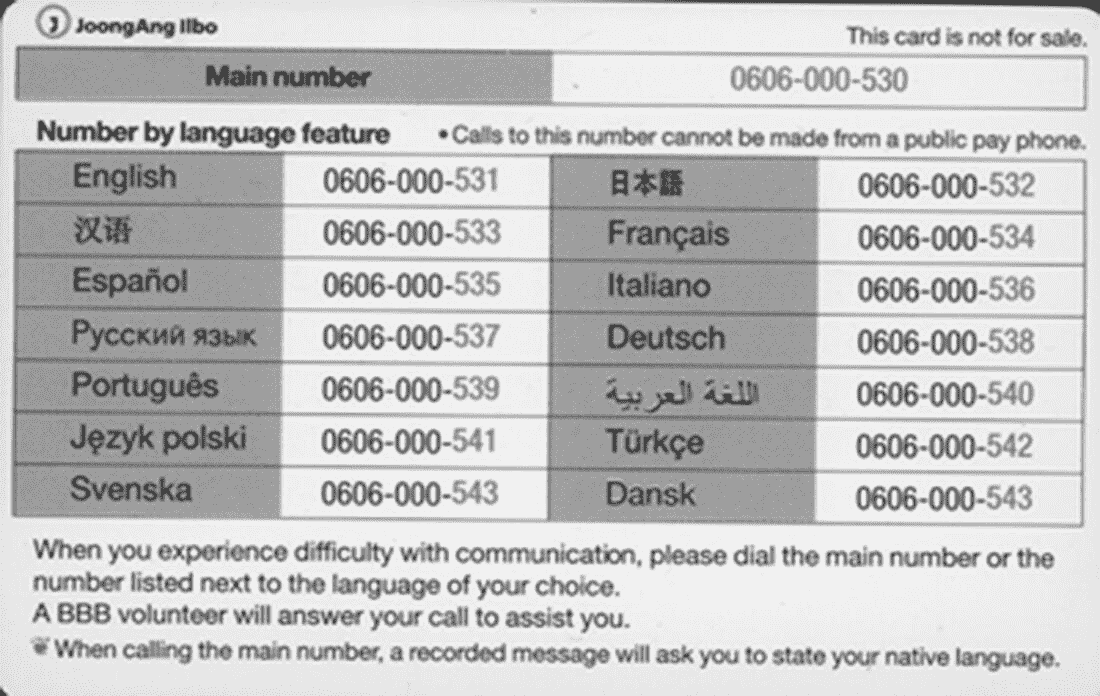 JoongAng Ilbo
This card is not for sale.
Main number 0606-000-530
Number by language feature •Calls to this number cannot be made from a public pay phone.
English 0606-000-531 日本語 0606-000-532
汉语 0606-000-533 Français 0606-000-534
Español 0606-000-535 Italiano 0606-000-536
Русский язык 0606-000-537 Deutsch 0606-000-538
Português 0606-000-539 اللغة العربية 0606-000-540
Język polski 0606-000-541 Türkçe 0606-000-542
Svenska 0606-000-543 Dansk 0606-000-543
When you experience difficulty with communication, please dial the main number or the
number listed next to the language of your choice.
A BBB volunteer will answer your call to assist you.
When calling the main number, a recorded message will ask you to state your native language.